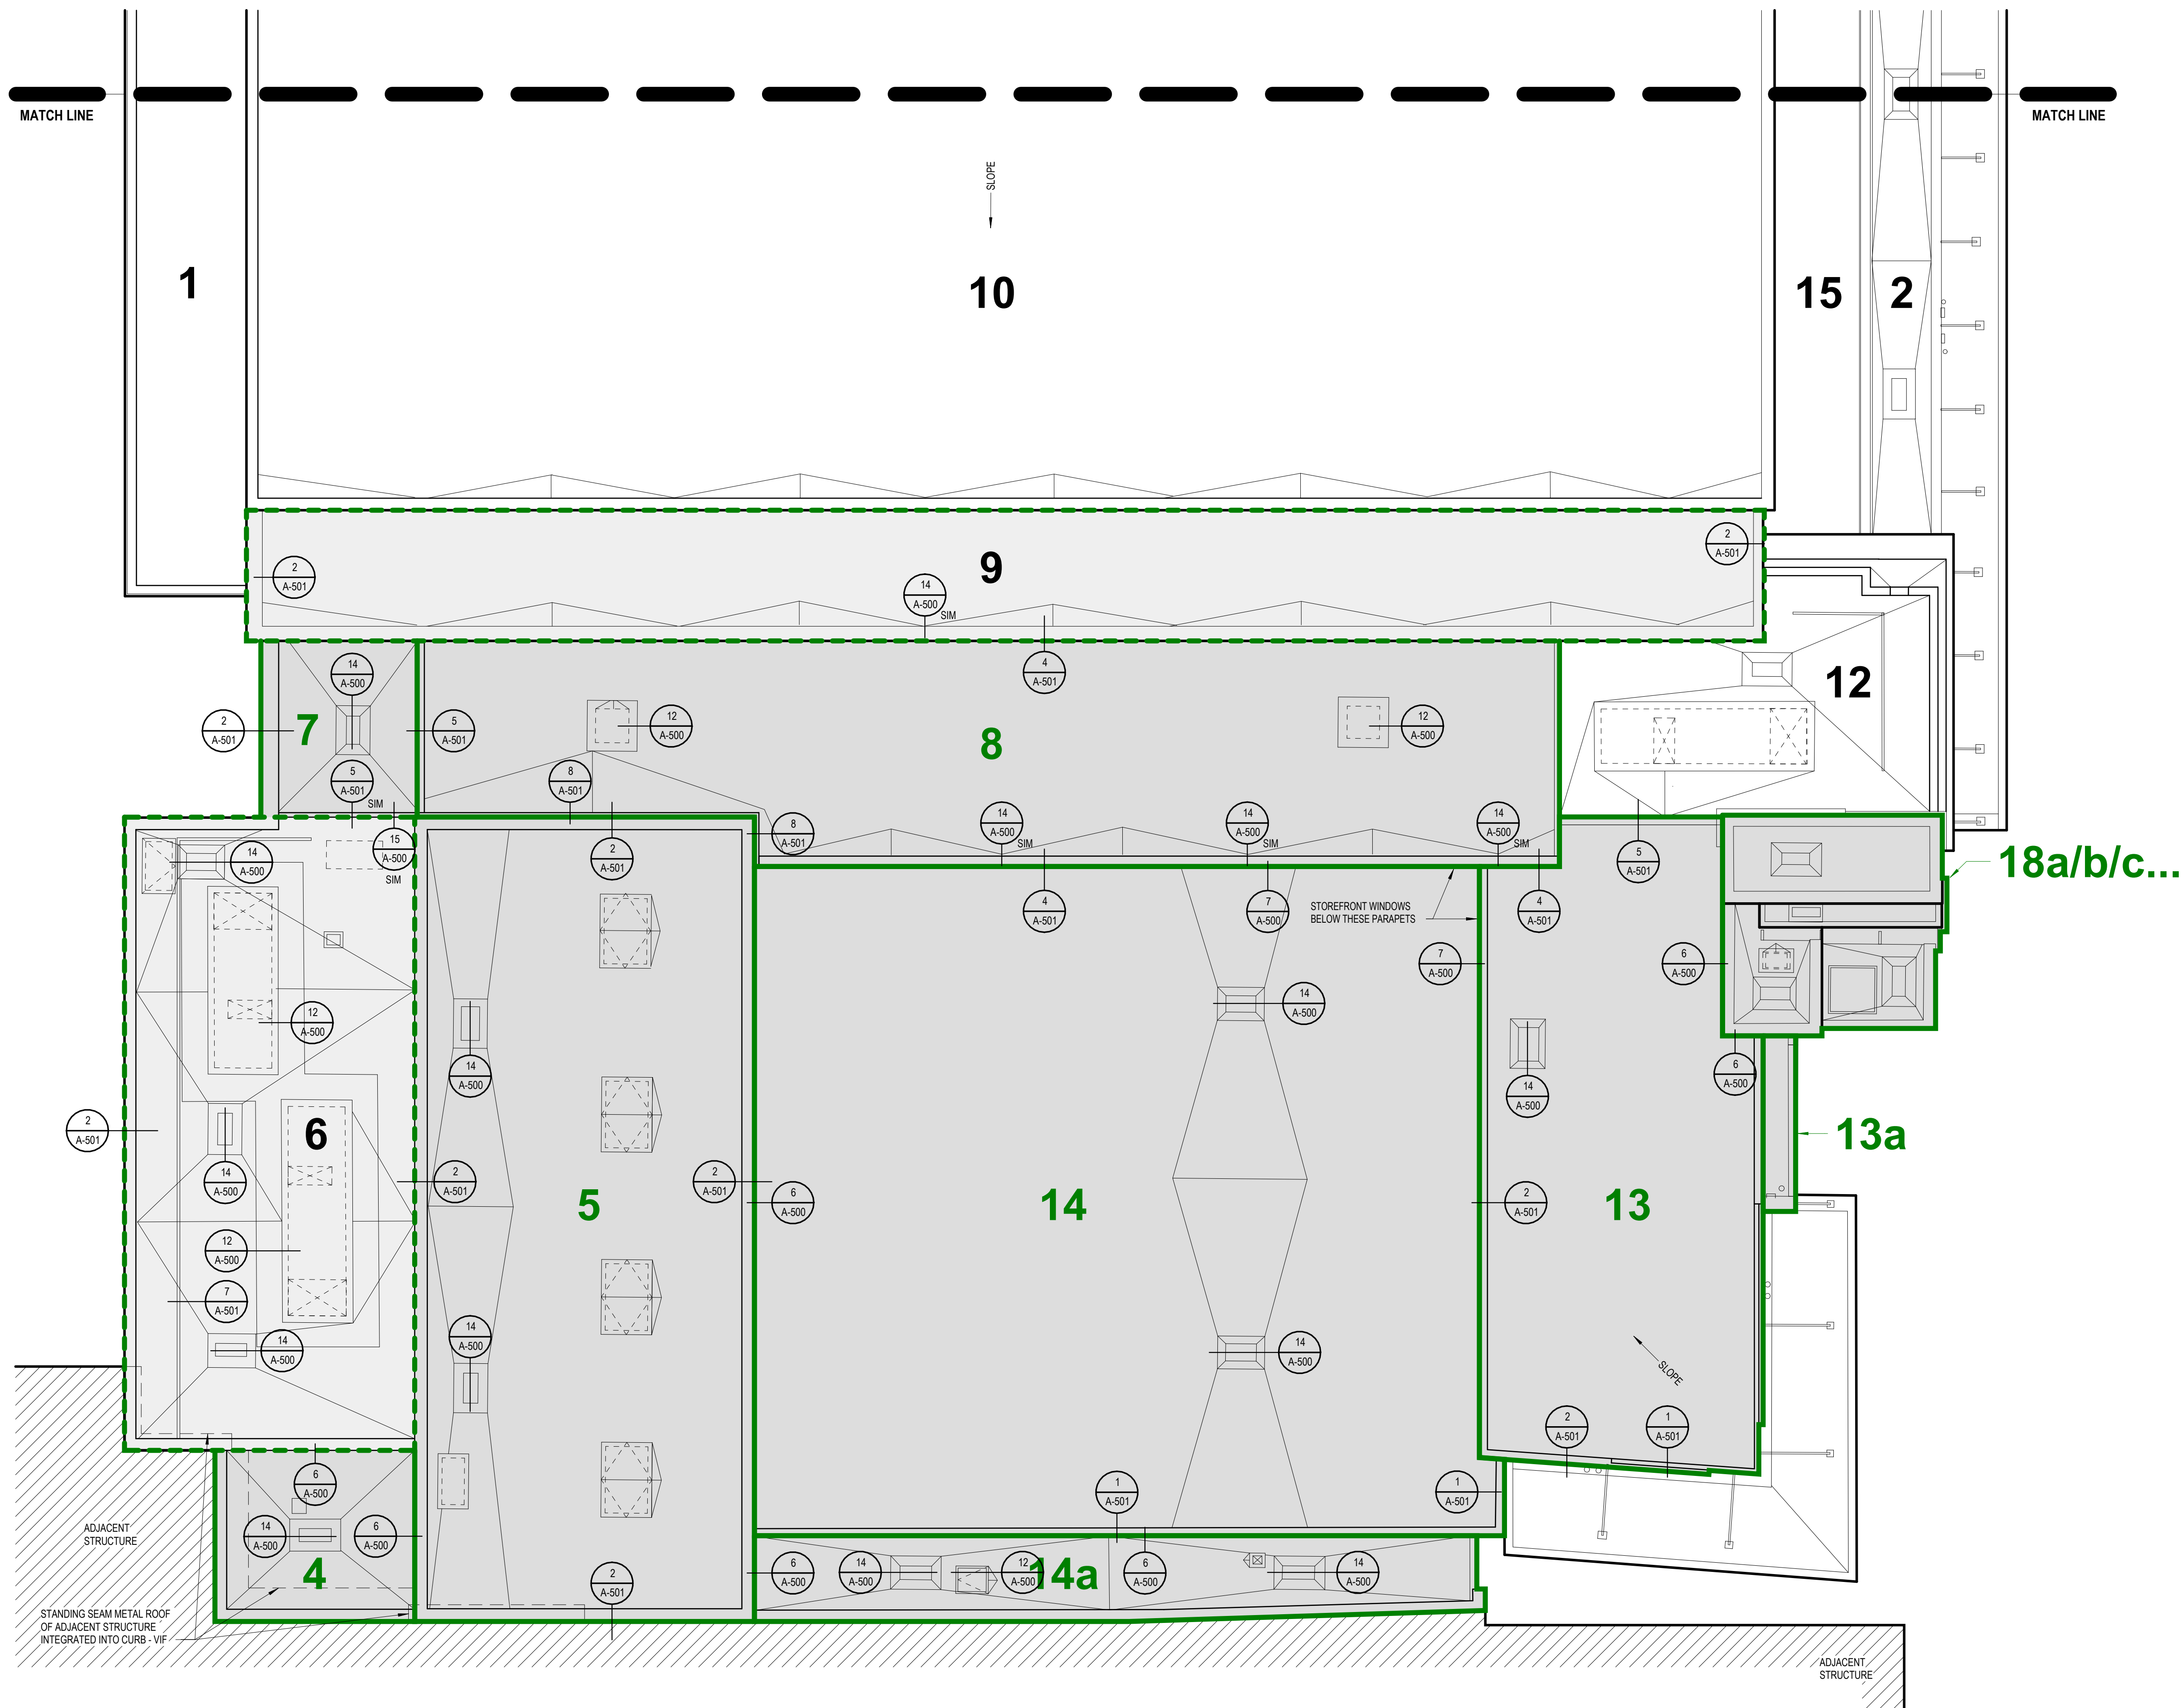 MATCH LINE
MATCH LINE
SLOPE
1
10
15
2
2
A-501
9
2
A-501
14
A-500
SIM
14
A-500
4
A-501
12
2
A-501
7
5
A-501
12
A-500
8
12
A-500
5
A-501
SIM
8
A-501
15
A-500
SIM
2
A-501
8
A-501
14
A-500
SIM
14
A-500
SIM
14
A-500
SIM
14
A-500
5
A-501
18a/b/c...
4
A-501
7
A-500
STOREFRONT WINDOWS
BELOW THESE PARAPETS
4
A-501
7
A-500
6
A-500
12
A-500
14
A-500
14
A-500
14
A-500
6
A-500
2
A-501
6
13a
14
A-500
2
A-501
2
A-501
6
A-500
5
14
2
A-501
13
12
A-500
7
A-501
14
A-500
14
A-500
14
A-500
SLOPE
2
A-501
1
A-501
6
A-500
1
A-501
1
A-501
ADJACENT
STRUCTURE
14
A-500
6
A-500
4
2
A-501
6
A-500
14
A-500
12
A-500
14a
6
A-500
14
A-500
STANDING SEAM METAL ROOF
OF ADJACENT STRUCTURE
INTEGRATED INTO CURB - VIF
ADJACENT
STRUCTURE